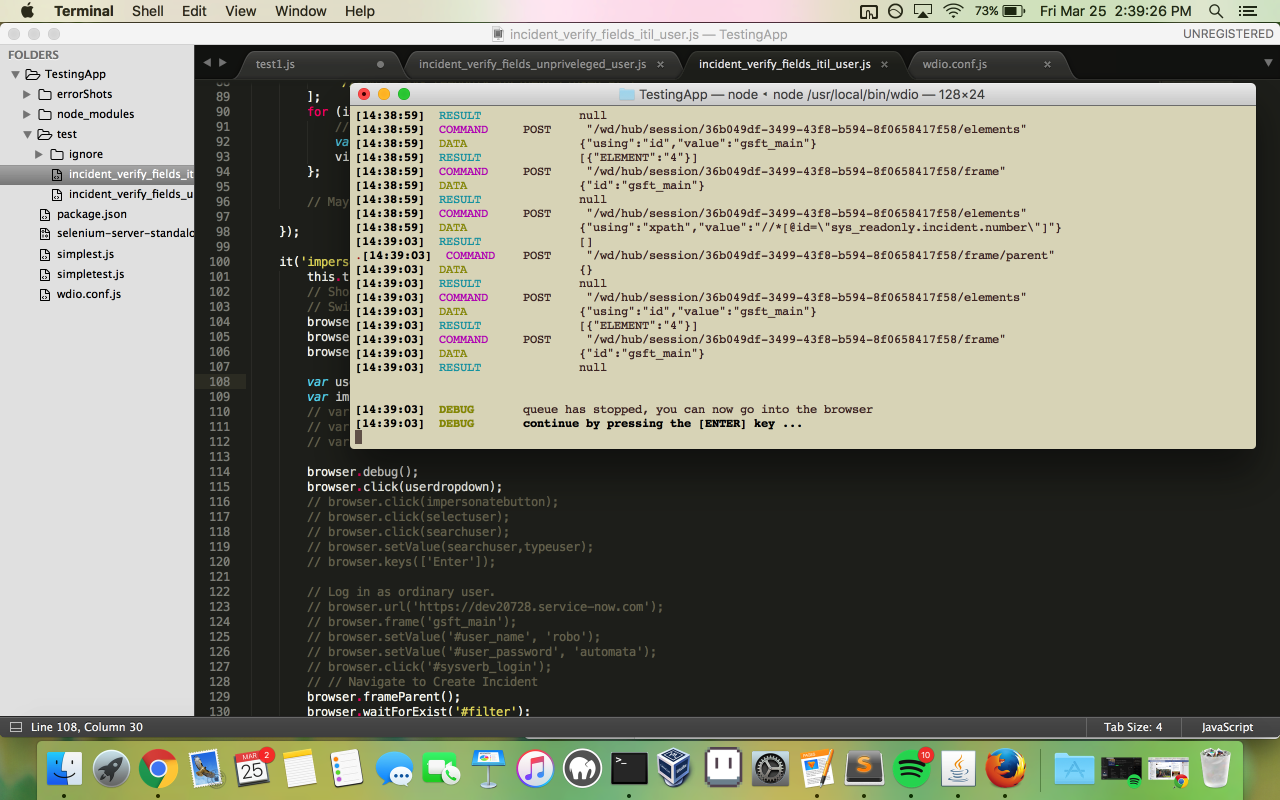 Terminal Shell Edit View Window Help 73% Fri Mar 25 2:39:26 PM
incident_verify_fields_itil_user.js — TestingApp UNREGISTERED
FOLDERS
TestingApp
errorShots
node_modules
test
ignore
incident_verify_fields_it
incident_verify_fields_u
package.json
selenium-server-standalo
simplest.js
simpletest.js
wdio.conf.js
test1.js incident_verify_fields_unpriveleged_user.js incident_verify_fields_itil_user.js wdio.conf.js
88 /
89 ];
90 for (i
91 //
92 va
93 vi
94 };
95
96 // May
97
98 });
99
100 it('impers
101 this.t
102 // Sho
103 // Swi
104 browse
105 browse
106 browse
107
108 var us
109 var im
110 // var
111 // var
112 // var
113
114 browser.debug();
115 browser.click(userdropdown);
116 // browser.click(impersonatebutton);
117 // browser.click(selectuser);
118 // browser.click(searchuser);
119 // browser.setValue(searchuser,typeuser);
120 // browser.keys(['Enter']);
121
122 // Log in as ordinary user.
123 // browser.url('https://dev20728.service-now.com');
124 // browser.frame('gsft_main');
125 // browser.setValue('#user_name', 'robo');
126 // browser.setValue('#user_password', 'automata');
127 // browser.click('#sysverb_login');
128 // // Navigate to Create Incident
129 browser.frameParent();
130 browser.waitForExist('#filter');
TestingApp — node ◂ node /usr/local/bin/wdio — 128×24
[14:38:59] RESULT null
[14:38:59] COMMAND POST "/wd/hub/session/36b049df-3499-43f8-b594-8f0658417f58/elements"
[14:38:59] DATA {"using":"id","value":"gsft_main"}
[14:38:59] RESULT [{"ELEMENT":"4"}]
[14:38:59] COMMAND POST "/wd/hub/session/36b049df-3499-43f8-b594-8f0658417f58/frame"
[14:38:59] DATA {"id":"gsft_main"}
[14:38:59] RESULT null
[14:38:59] COMMAND POST "/wd/hub/session/36b049df-3499-43f8-b594-8f0658417f58/elements"
[14:38:59] DATA {"using":"xpath","value":"//*[@id=\"sys_readonly.incident.number\"]"}
[14:39:03] RESULT []
.[14:39:03] COMMAND POST "/wd/hub/session/36b049df-3499-43f8-b594-8f0658417f58/frame/parent"
[14:39:03] DATA {}
[14:39:03] RESULT null
[14:39:03] COMMAND POST "/wd/hub/session/36b049df-3499-43f8-b594-8f0658417f58/elements"
[14:39:03] DATA {"using":"id","value":"gsft_main"}
[14:39:03] RESULT [{"ELEMENT":"4"}]
[14:39:03] COMMAND POST "/wd/hub/session/36b049df-3499-43f8-b594-8f0658417f58/frame"
[14:39:03] DATA {"id":"gsft_main"}
[14:39:03] RESULT null
[14:39:03] DEBUG queue has stopped, you can now go into the browser
[14:39:03] DEBUG continue by pressing the [ENTER] key ...
Line 108, Column 30 Tab Size: 4 JavaScript
MAR 2
25
10